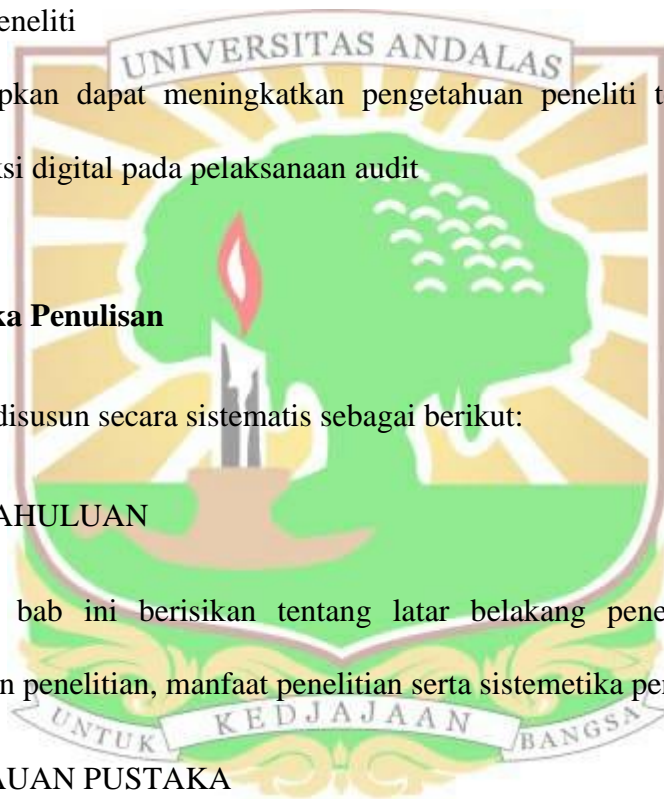 eneliti
UNIVERSITAS ANDALAS
pkan dapat meningkatkan pengetahuan peneliti t
si digital pada pelaksanaan audit
ka Penulisan
disusun secara sistematis sebagai berikut:
AHULUAN
bab ini berisikan tentang latar belakang pene
n penelitian, manfaat penelitian serta sistemetika pe
UNTUK KEDJAJAAN BANGSA
AUAN PUSTAKA